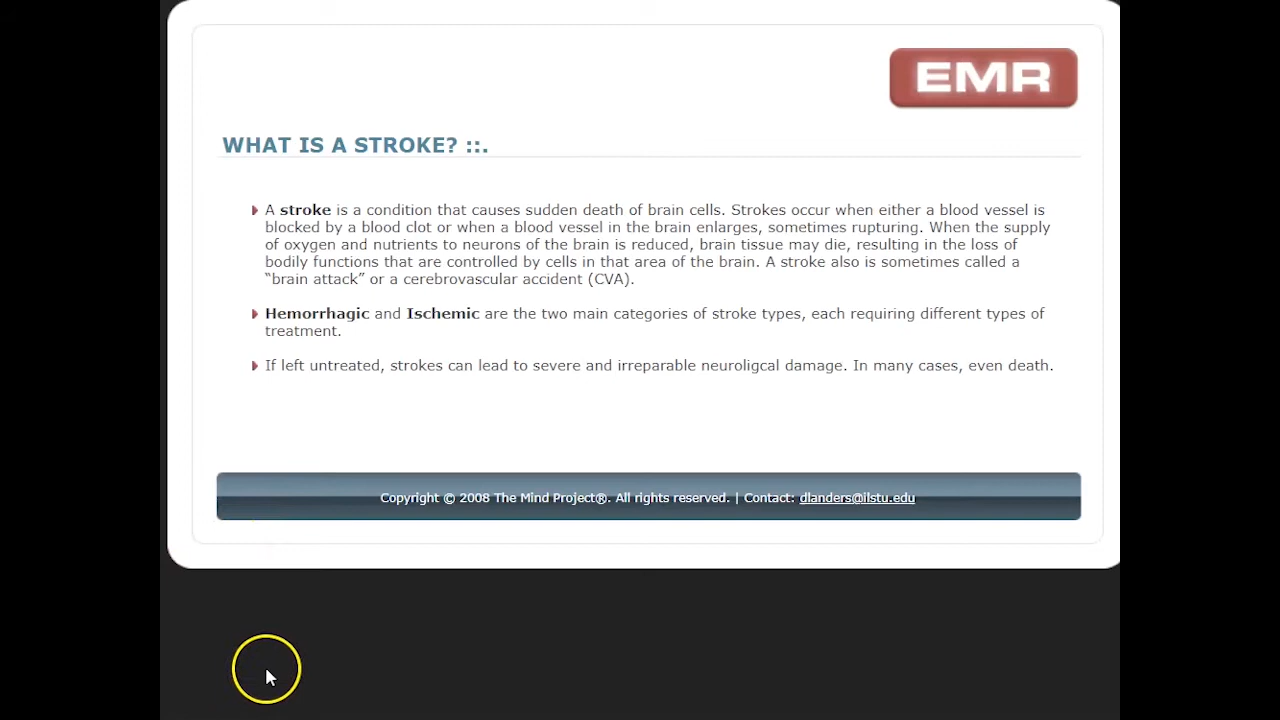 EMR
WHAT IS A STROKE? ::.
A stroke is a condition that causes sudden death of brain cells. Strokes occur when either a blood vessel is
blocked by a blood clot or when a blood vessel in the brain enlarges, sometimes rupturing. When the supply
of oxygen and nutrients to neurons of the brain is reduced, brain tissue may die, resulting in the loss of
bodily functions that are controlled by cells in that area of the brain. A stroke also is sometimes called a
“brain attack” or a cerebrovascular accident (CVA).
Hemorrhagic and Ischemic are the two main categories of stroke types, each requiring different types of
treatment.
If left untreated, strokes can lead to severe and irreparable neuroligcal damage. In many cases, even death.
Copyright © 2008 The Mind Project®. All rights reserved. | Contact: dlanders@ilstu.edu